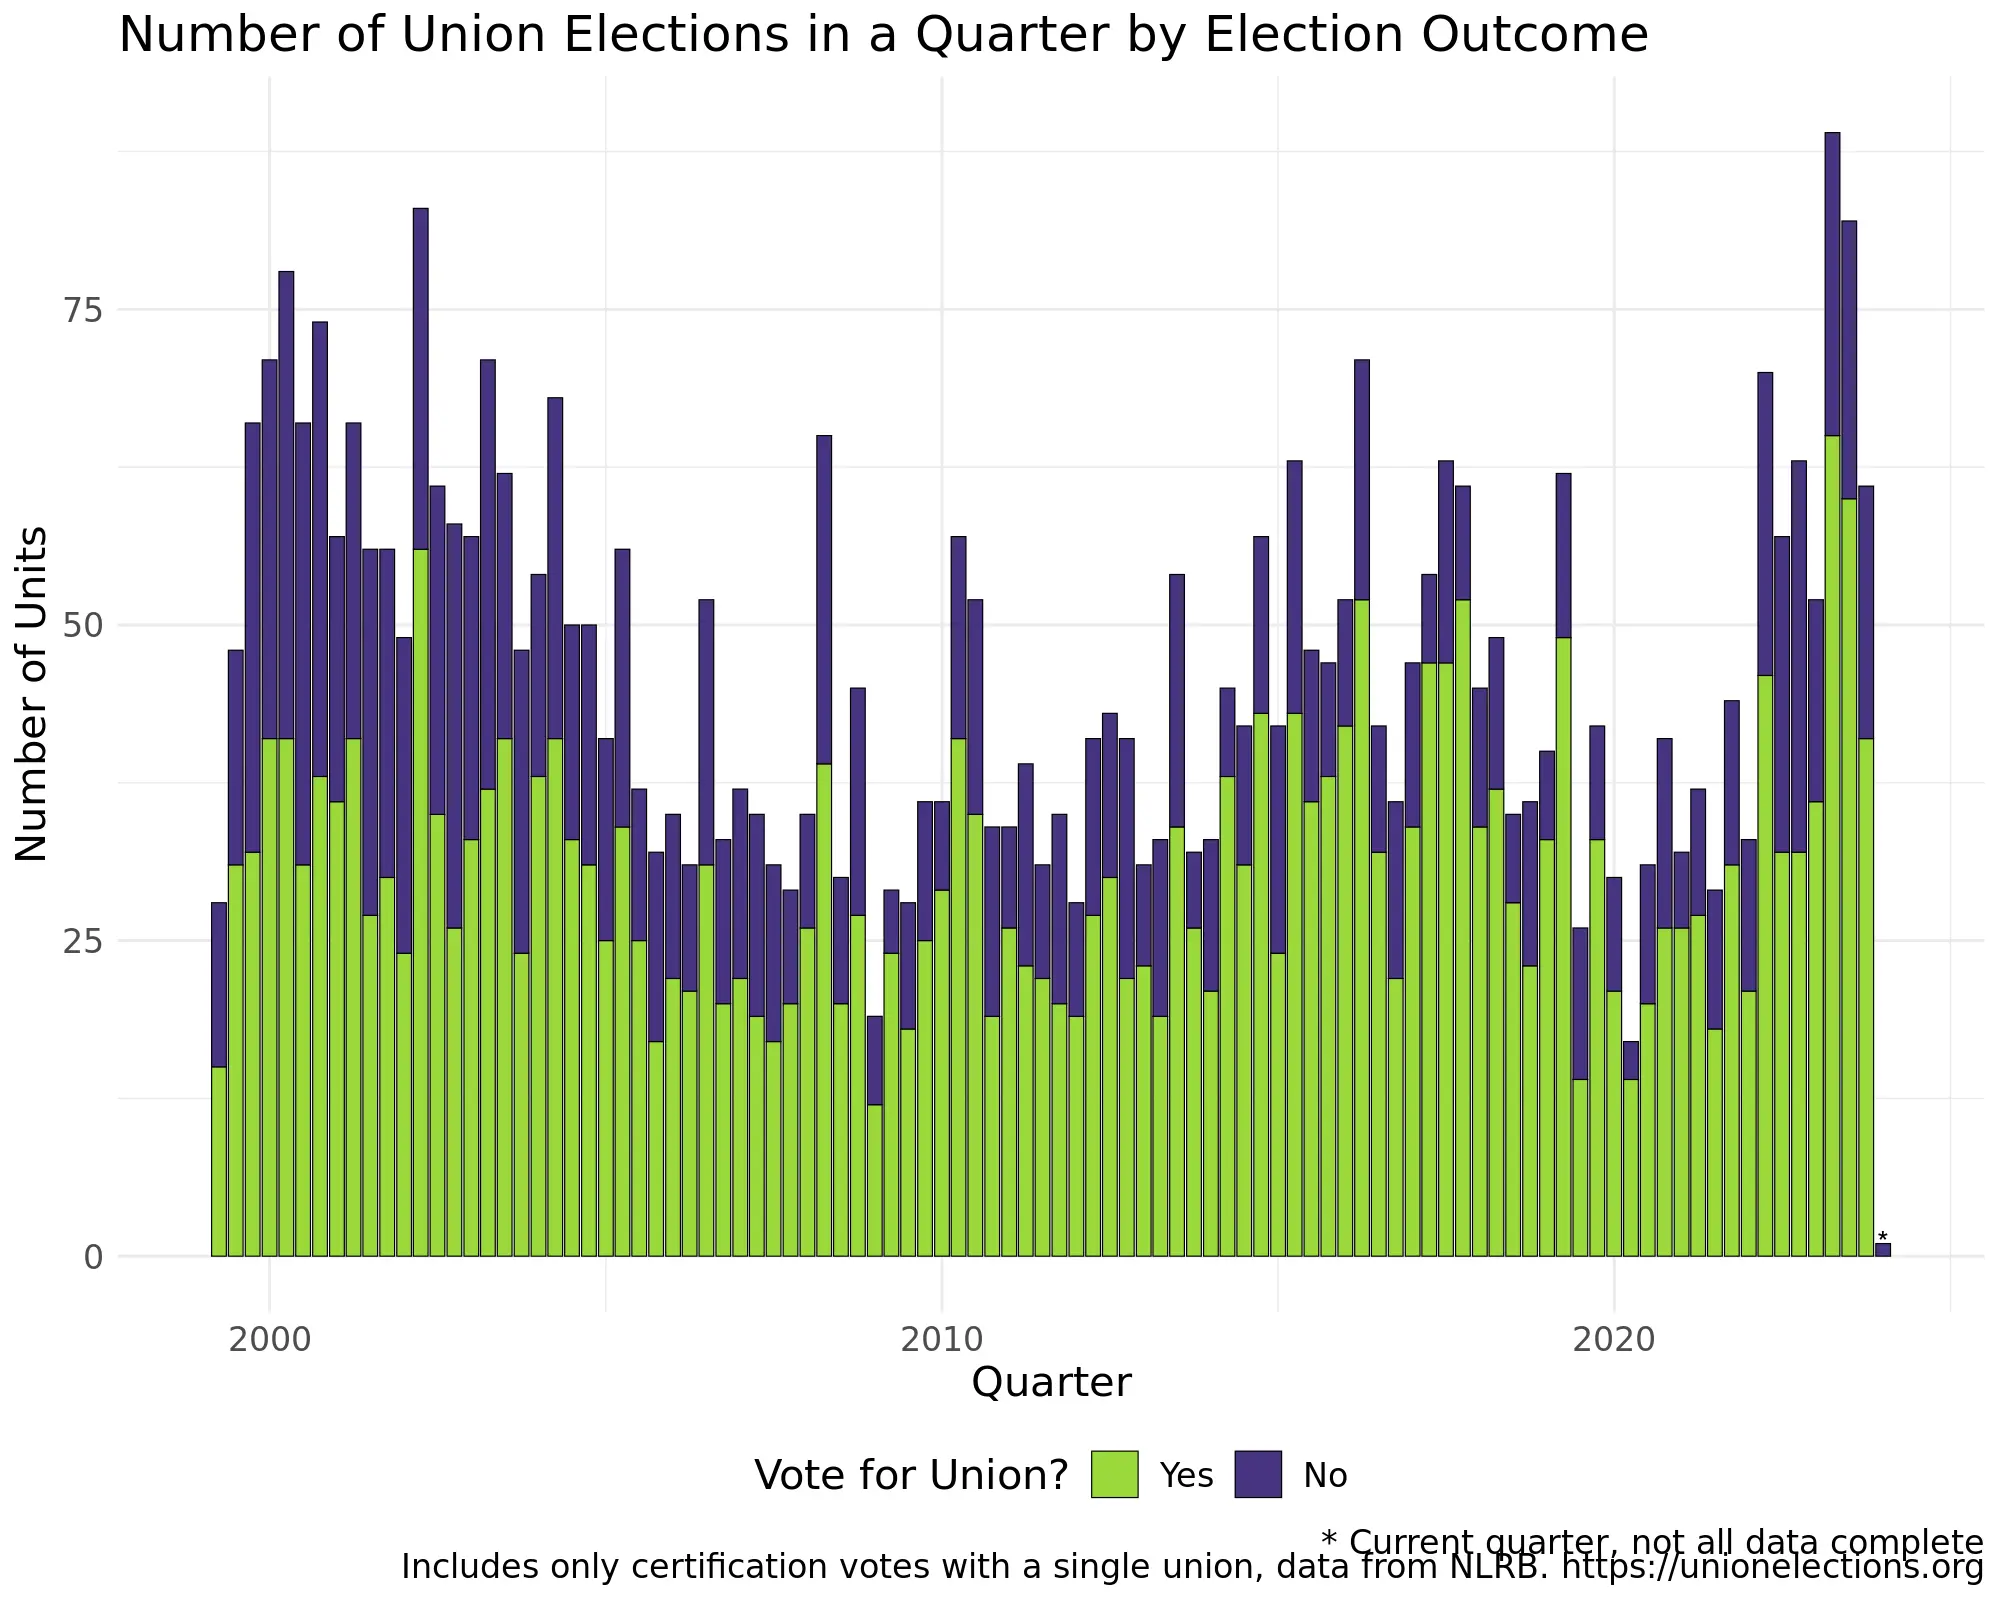 Number of Union Elections in a Quarter by Election Outcome
Number of Units
75
50
25
0
*
2000 2010 2020
Quarter
Vote for Union? Yes No
* Current quarter, not all data complete
Includes only certification votes with a single union, data from NLRB. https://unionelections.org